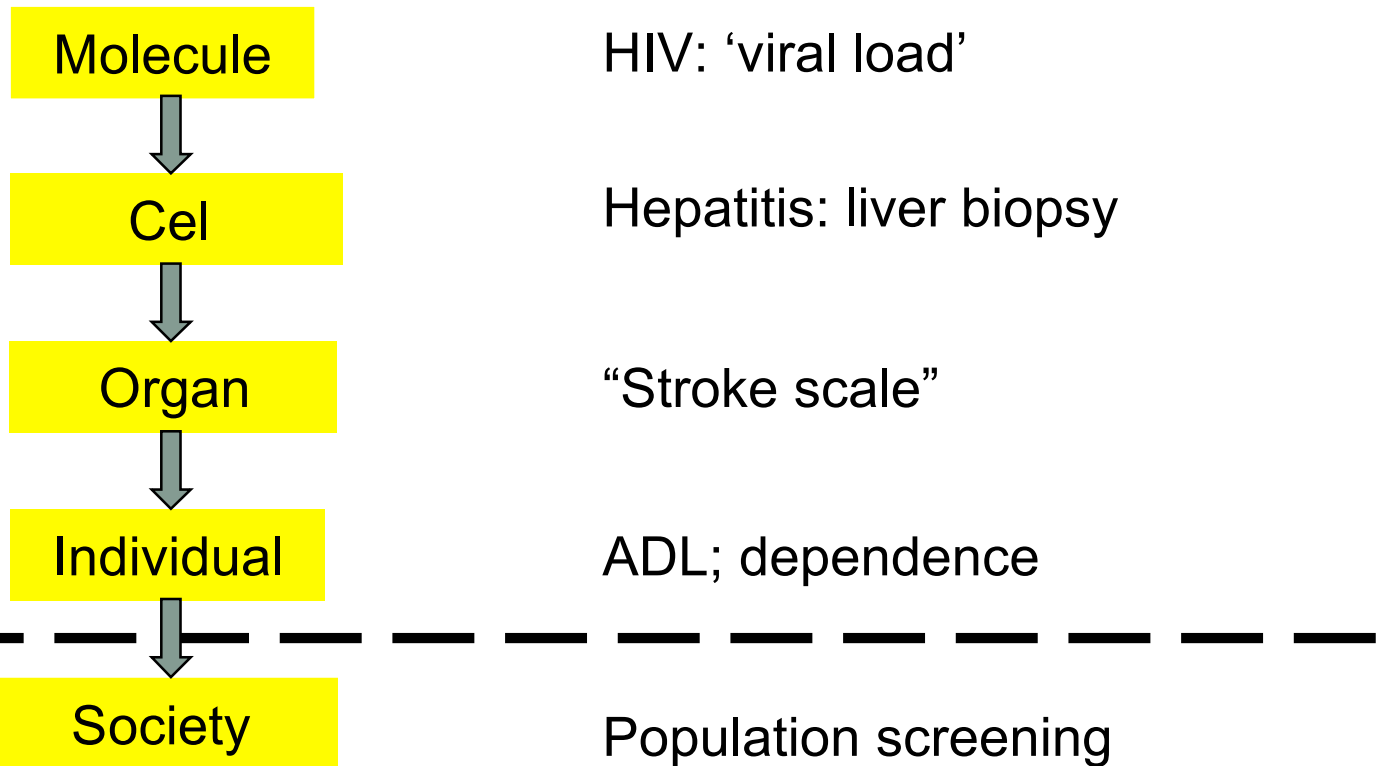 Molecule HIV: ‘viral load’
Cel Hepatitis: liver biopsy
Organ “Stroke scale”
Individual ADL; dependence
Society Population screening